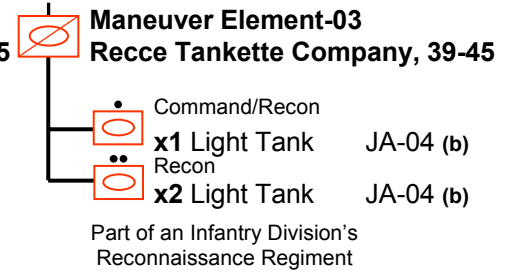 Maneuver Element-03
5 Recce Tankette Company, 39-45
Command/Recon
x1 Light Tank JA-04 (b)
Recon
x2 Light Tank JA-04 (b)
Part of an Infantry Division's
Reconnaissance Regiment